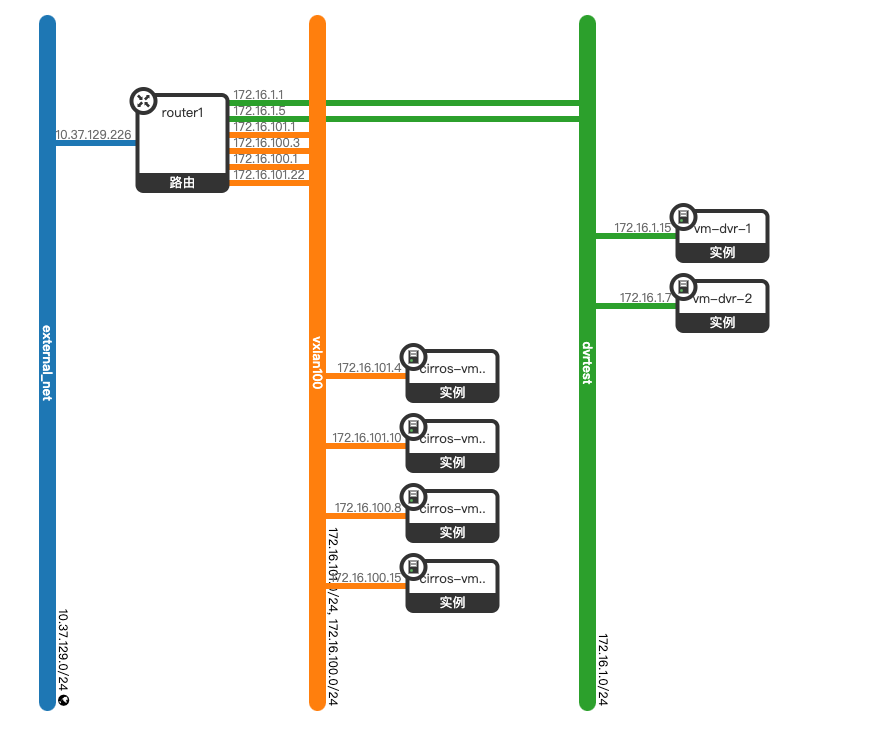 172.16.1.1
172.16.1.5
172.16.101.1
172.16.100.3
172.16.100.1
172.16.101.22
10.37.129.226
router1
路由
172.16.1.15
vm-dvr-1
实例
172.16.1.7
vm-dvr-2
实例
external_net
vxlan100
dvrtest
172.16.101.4
cirros-vm..
实例
172.16.101.10
cirros-vm..
实例
172.16.100.8
cirros-vm..
实例
172.16.100.15
cirros-vm..
实例
10.37.129.0/24
172.16.101.0/24, 172.16.100.0/24
172.16.1.0/24